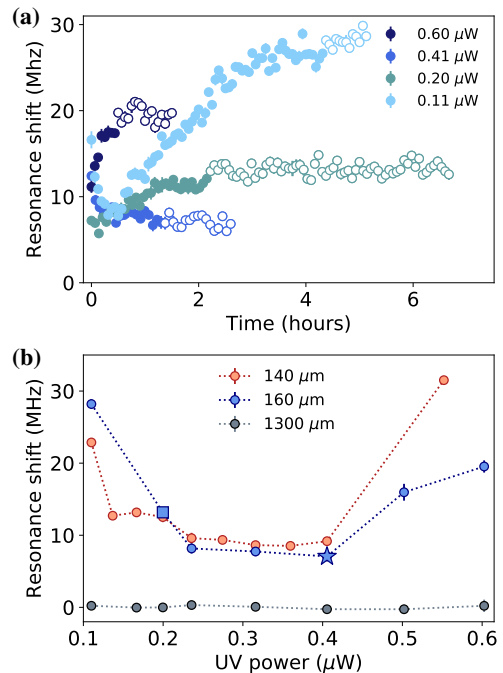 (a)
30
20
10
0
Resonance shift (Mhz)
0.60 μW
0.41 μW
0.20 μW
0.11 μW
0
2
4
6
Time (hours)
(b)
30
20
10
0
Resonance shift (MHz)
140 μm
160 μm
1300 μm
0.1
0.2
0.3
0.4
0.5
0.6
UV power (μW)